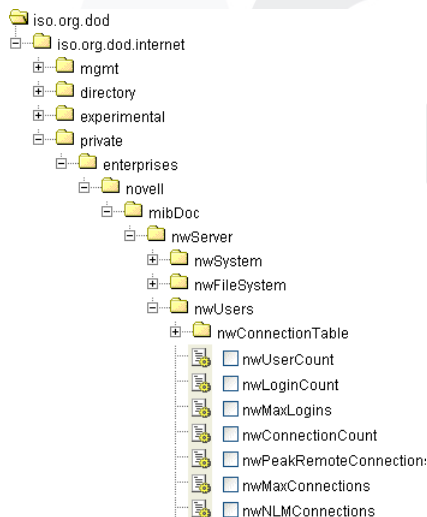 iso.org.dod
iso.org.dod.internet
mgmt
directory
experimental
private
enterprises
novell
mibDoc
nwServer
nwSystem
nwFileSystem
nwUsers
nwConnectionTable
nwUserCount
nwLoginCount
nwMaxLogins
nwConnectionCount
nwPeakRemoteConnections
nwMaxConnections
nwNLMConnections